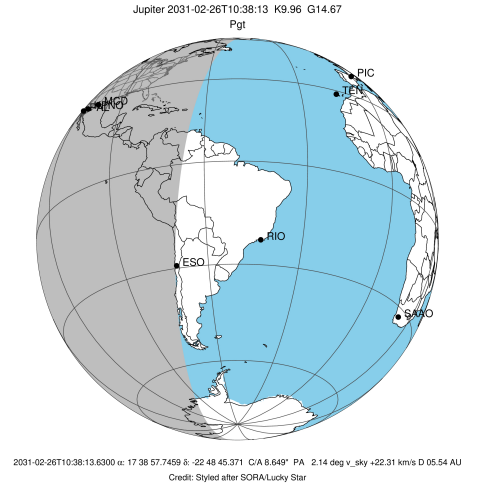 Jupiter 2031-02-26T10:38:13 K9.96 G14.67
Pgt
PIC
TEN
MCD
RIO
ESO
SAAO
2031-02-26T10:38:13.6300 α: 17 38 57.7459 δ: -22 48 45.371 C/A 8.649" PA 2.14 deg v_sky +22.31 km/s D 05.54 AU
Credit: Styled after SORA/Lucky Star